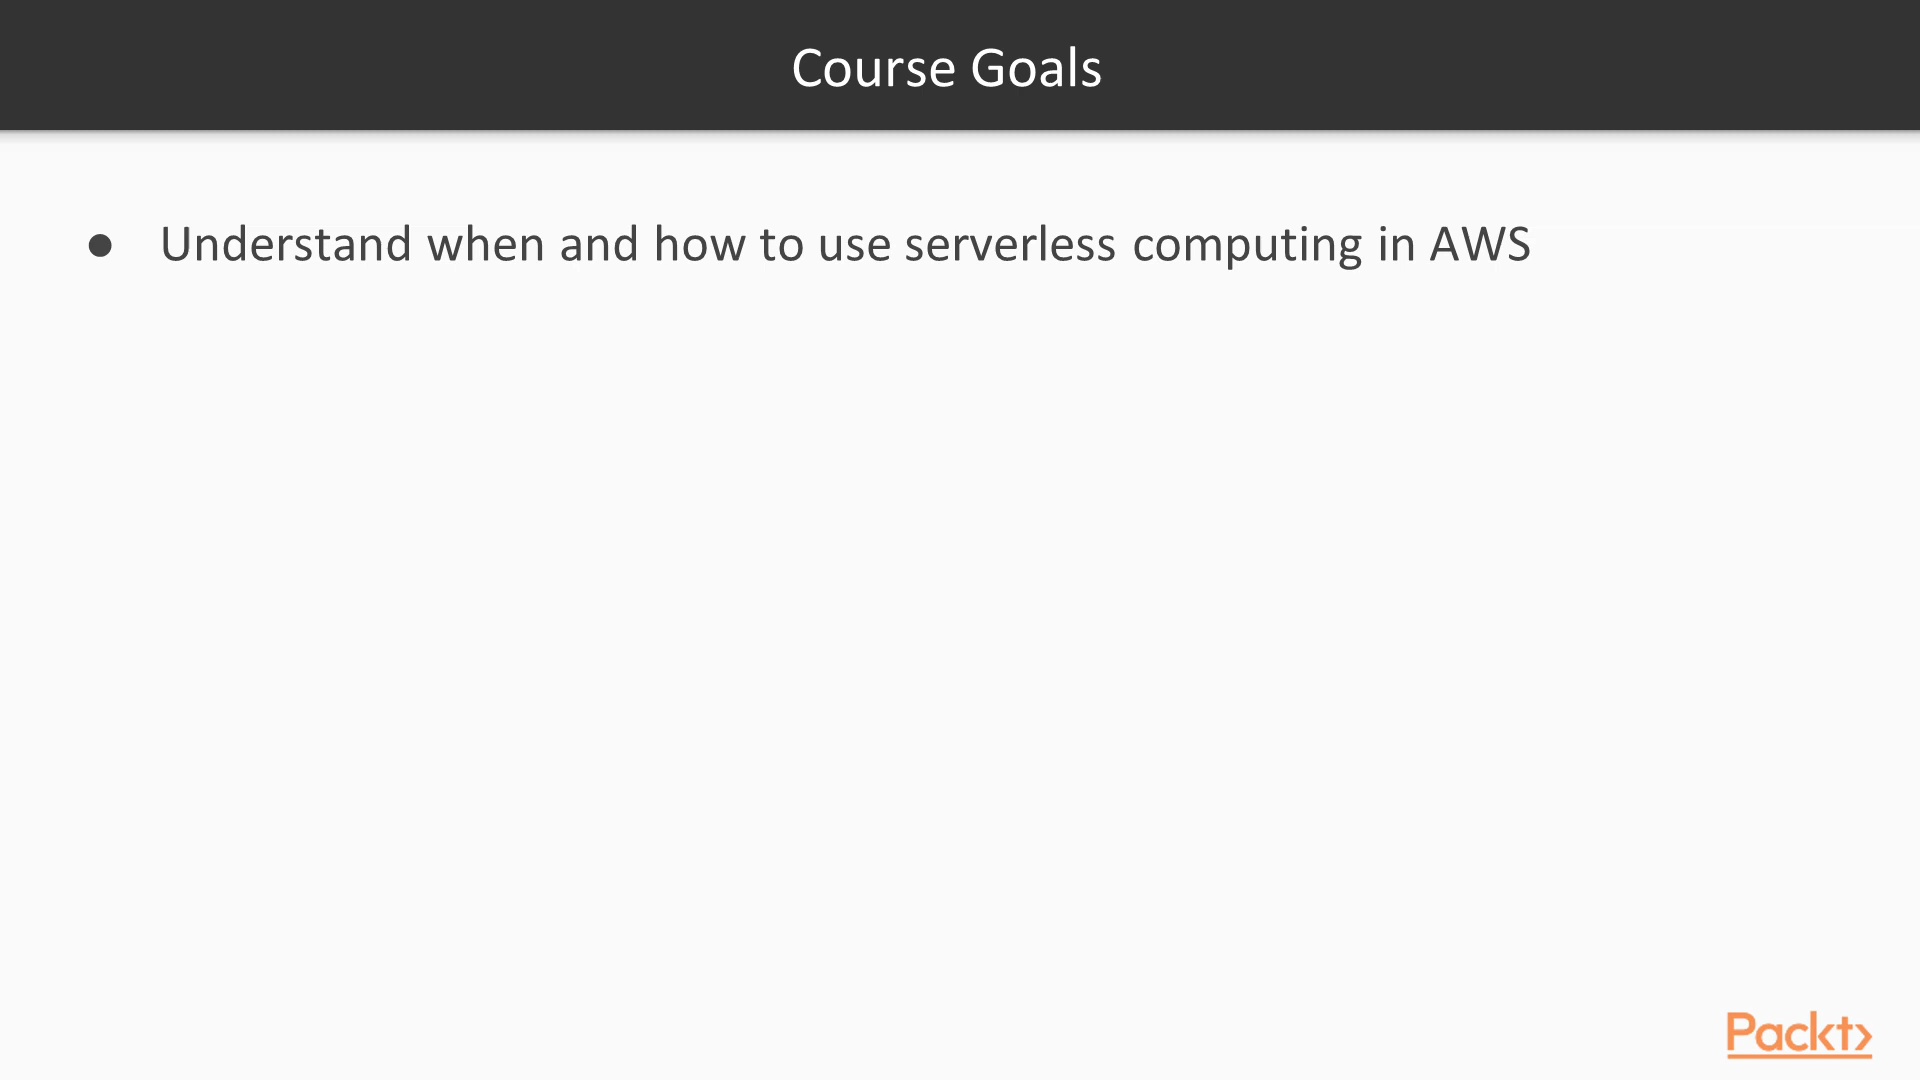 Course Goals
● Understand when and how to use serverless computing in AWS
Packt>